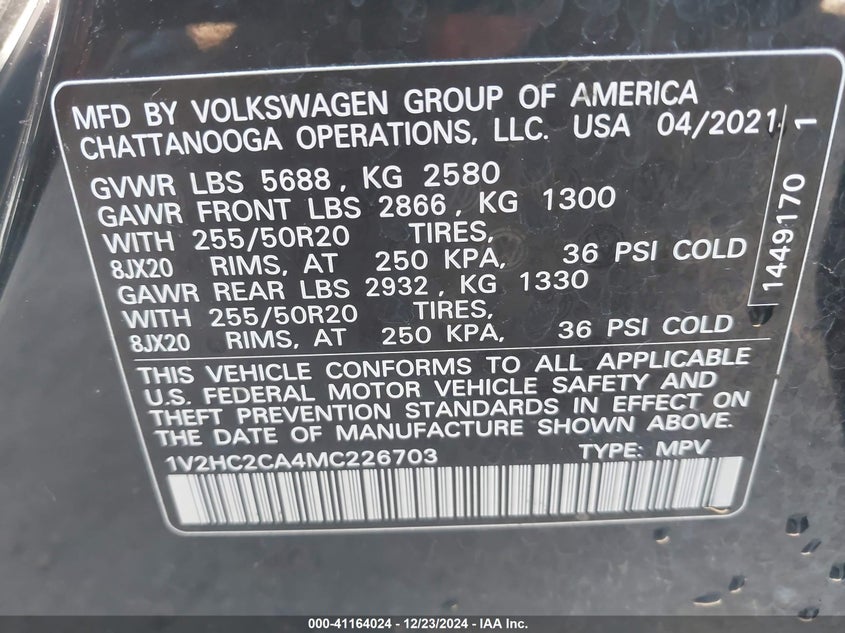 MFD BY VOLKSWAGEN GROUP OF AMERICA
CHATTANOOGA OPERATIONS, LLC. USA 04/2021
GVWR LBS 5688, KG 2580
GAWR FRONT LBS 2866, KG 1300
WITH 255/50R20 TIRES,
8JX20 RIMS, AT 250 KPA, 36 PSI COLD
GAWR REAR LBS 2932, KG 1330
WITH 255/50R20 TIRES,
8JX20 RIMS, AT 250 KPA, 36 PSI COLD
THIS VEHICLE CONFORMS TO ALL APPLICABLE
U.S. FEDERAL MOTOR VEHICLE SAFETY AND
THEFT PREVENTION STANDARDS IN EFFECT ON
THE DATE OF MANUFACTURE SHOWN ABOVE.
1V2HC2CA4MC226703 TYPE: MPV
1449170 1
000-41164024 - 12/23/2024 - IAA Inc.